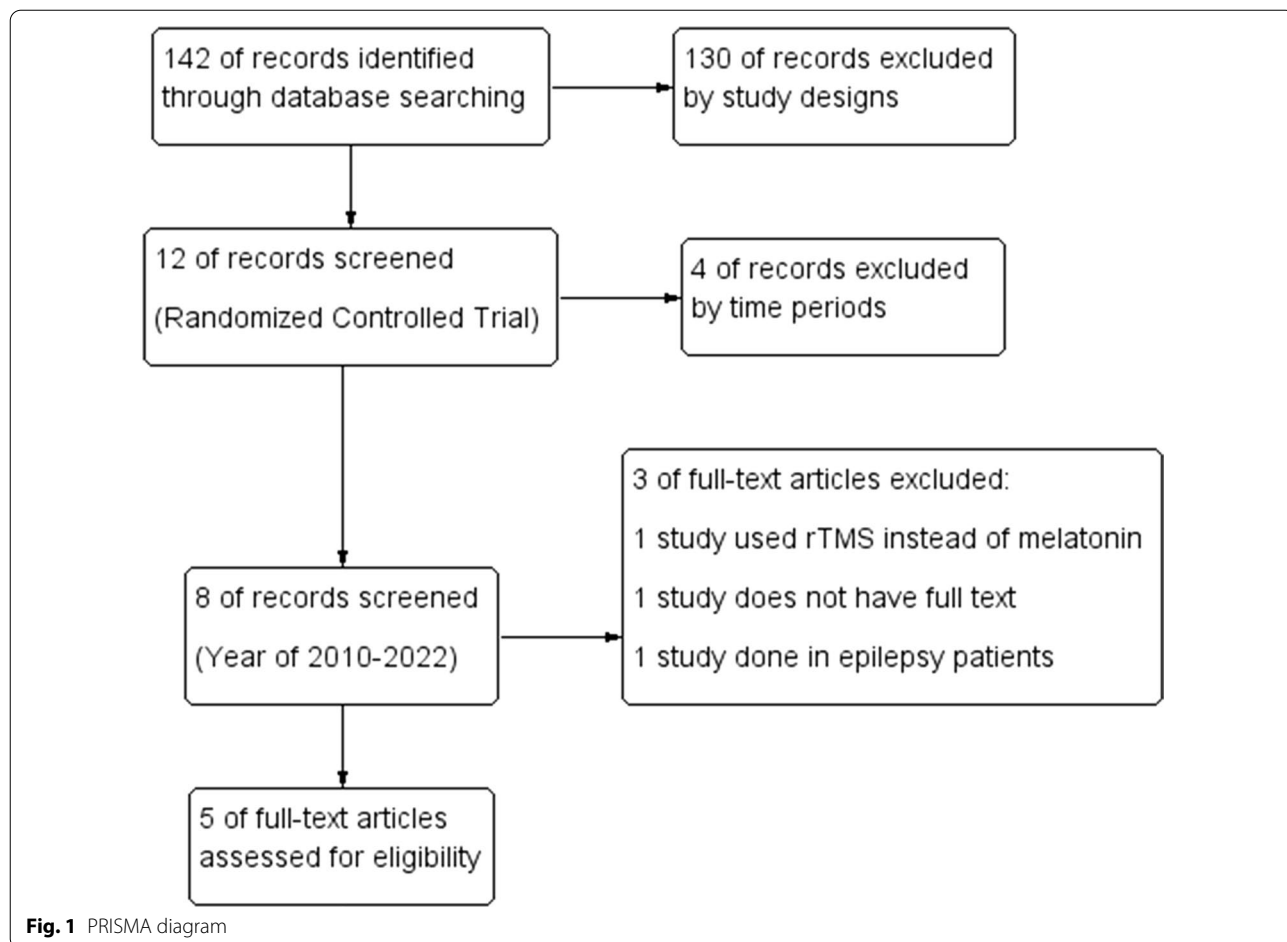 142 of records identified
through database searching
130 of records excluded
by study designs
12 of records screened
(Randomized Controlled Trial)
4 of records excluded
by time periods
3 of full-text articles excluded:
1 study used rTMS instead of melatonin
1 study does not have full text
1 study done in epilepsy patients
8 of records screened
(Year of 2010-2022)
5 of full-text articles
assessed for eligibility
Fig. 1 PRISMA diagram